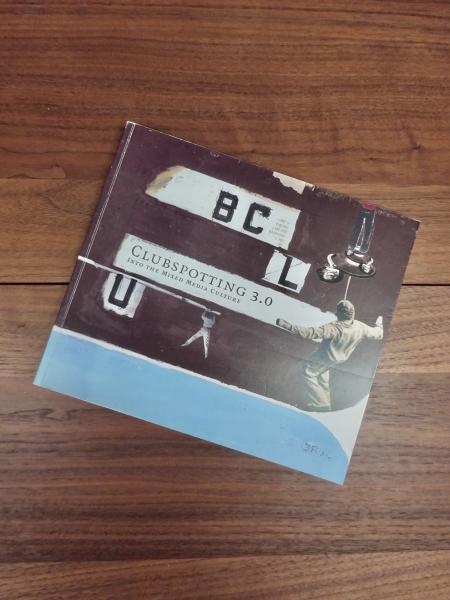 BC
L
CLUBSPOTTING 3.0
INTO THE MIXED MEDIA CULTURE
U